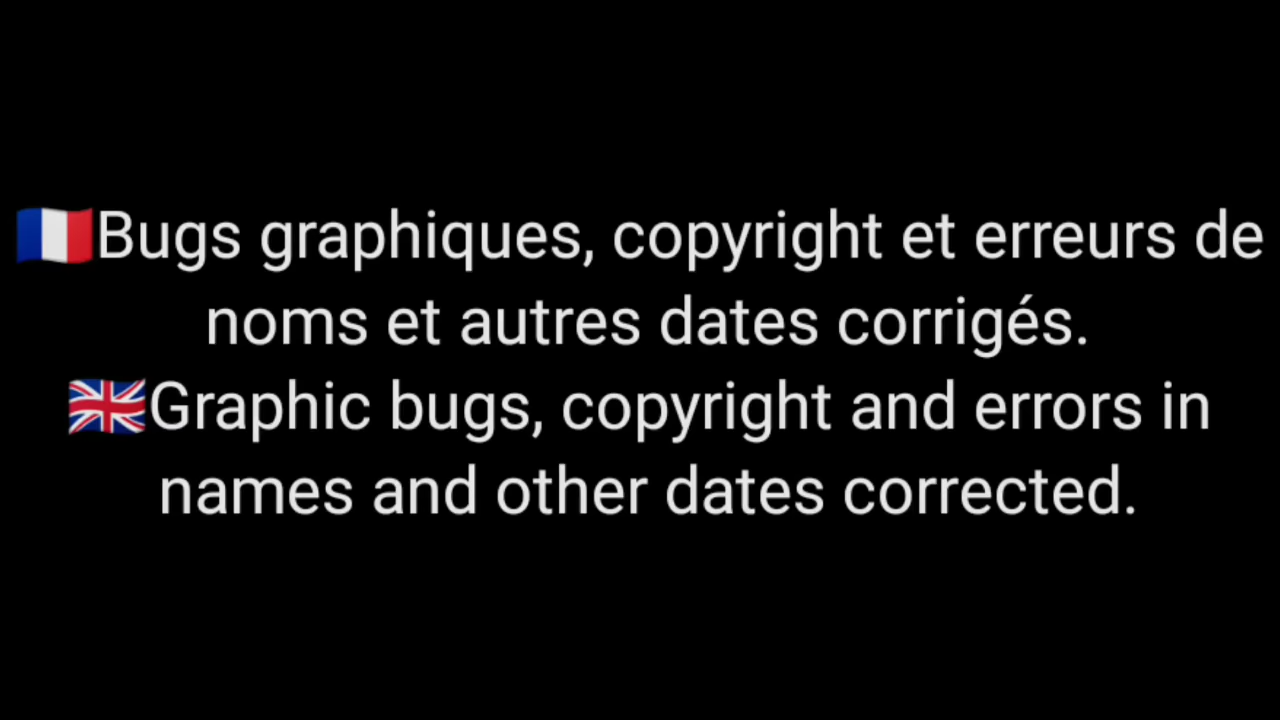 🇫🇷Bugs graphiques, copyright et erreurs de
noms et autres dates corrigés.
🇬🇧Graphic bugs, copyright and errors in
names and other dates corrected.